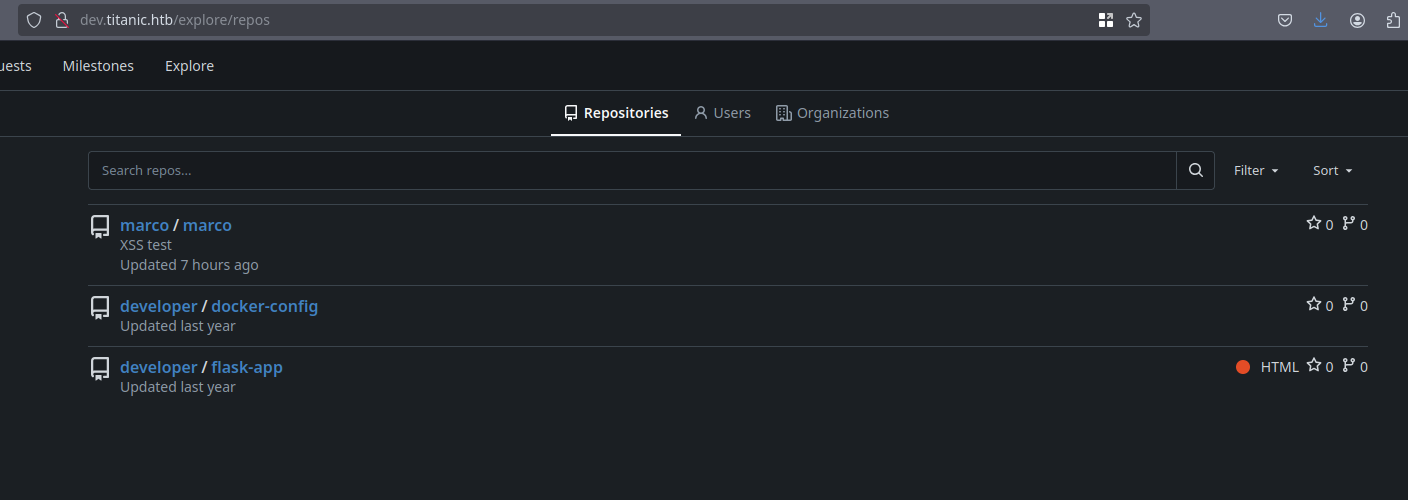 dev.titanic.htb/explore/repos
uests Milestones Explore
Repositories Users Organizations
Search repos... Filter Sort
marco / marco 0 0
XSS test
Updated 7 hours ago
developer / docker-config 0 0
Updated last year
developer / flask-app HTML 0 0
Updated last year